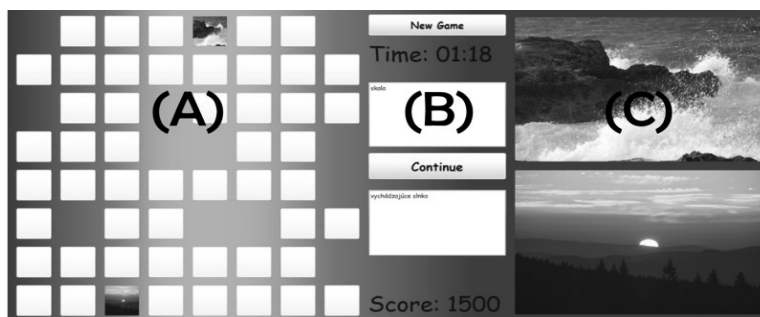 New Game
Time: 01:18
(A)
(B)
(C)
skala
Continue
vychádzajúce slnko
Score: 1500